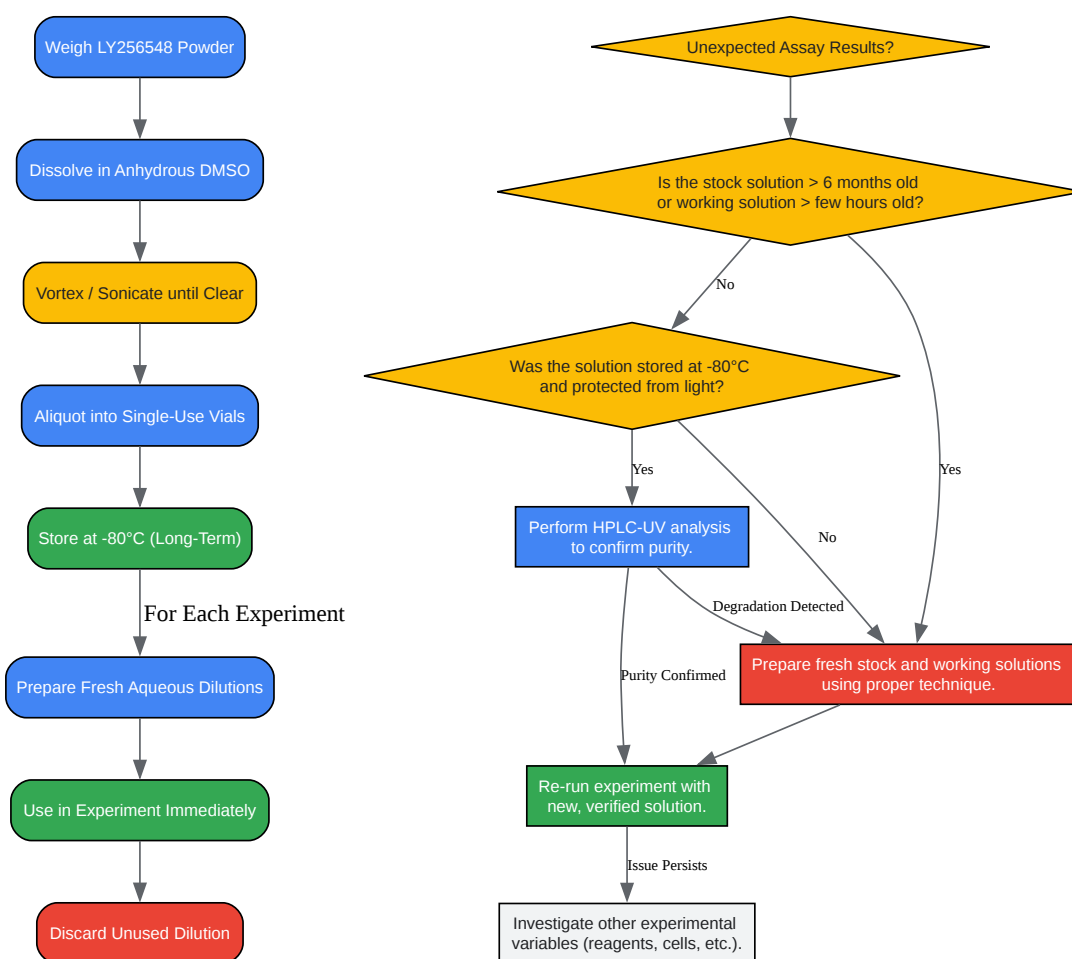 Weigh LY256548 Powder
Dissolve in Anhydrous DMSO
Vortex / Sonicate until Clear
Aliquot into Single-Use Vials
Store at -80°C (Long-Term)
For Each Experiment
Prepare Fresh Aqueous Dilutions
Use in Experiment Immediately
Discard Unused Dilution
Unexpected Assay Results?
Is the stock solution > 6 months old
or working solution > few hours old?
No
Yes
Was the solution stored at -80°C
and protected from light?
Yes
No
Perform HPLC-UV analysis
to confirm purity.
Degradation Detected
Purity Confirmed
Prepare fresh stock and working solutions
using proper technique.
Re-run experiment with
new, verified solution.
Issue Persists
Investigate other experimental
variables (reagents, cells, etc.).